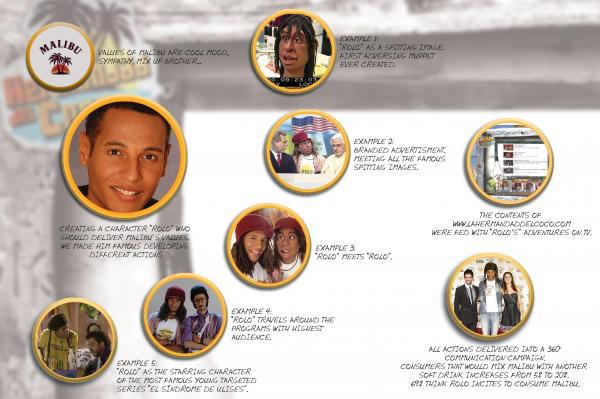 MALIBU
VALUES OF MALIBU ARE COOL MOOD,
SYMPATHY, MIX UP BROTHER...
EXAMPLE 1:
"ROLO" AS A SPITTING IMAGE,
FIRST ADVERSING MUPPET
EVER CREATED.
EXAMPLE 2:
BRANDED ADVERTISMENT.
MEETING ALL THE FAMOUS
SPITTING IMAGES.
CREATING A CHARACTER "ROLO" WHO
SHOULD DELIVER MALIBU'S VALUES.
WE MADE HIM FAMOUS DEVELOPING
DIFFERENT ACTIONS
THE CONTENTS OF
WWW.LAHERMANDADDELCOCO.COM
WERE FED WITH "ROLO'S" ADVENTURES ON TV.
EXAMPLE 3:
"ROLO" MEETS "ROLO".
EXAMPLE 4:
"ROLO" TRAVELS AROUND THE
PROGRAMS WITH HIGHEST
AUDIENCE.
EXAMPLE 5:
"ROLO" AS THE STARRING CHARACTER
OF THE MOST FAMOUS YOUNG TARGETED
SERIES "EL SINDROME DE ULISES".
ALL ACTIONS DELIVERED INTO A 360º
COMMUNICATION CAMPAIGN.
CONSUMERS THAT WOULD MIX MALIBU WITH ANOTHER
SOFT DRINK INCREASES FROM 58 TO 208.
698 THINK ROLO INCITES TO CONSUME MALIBU.